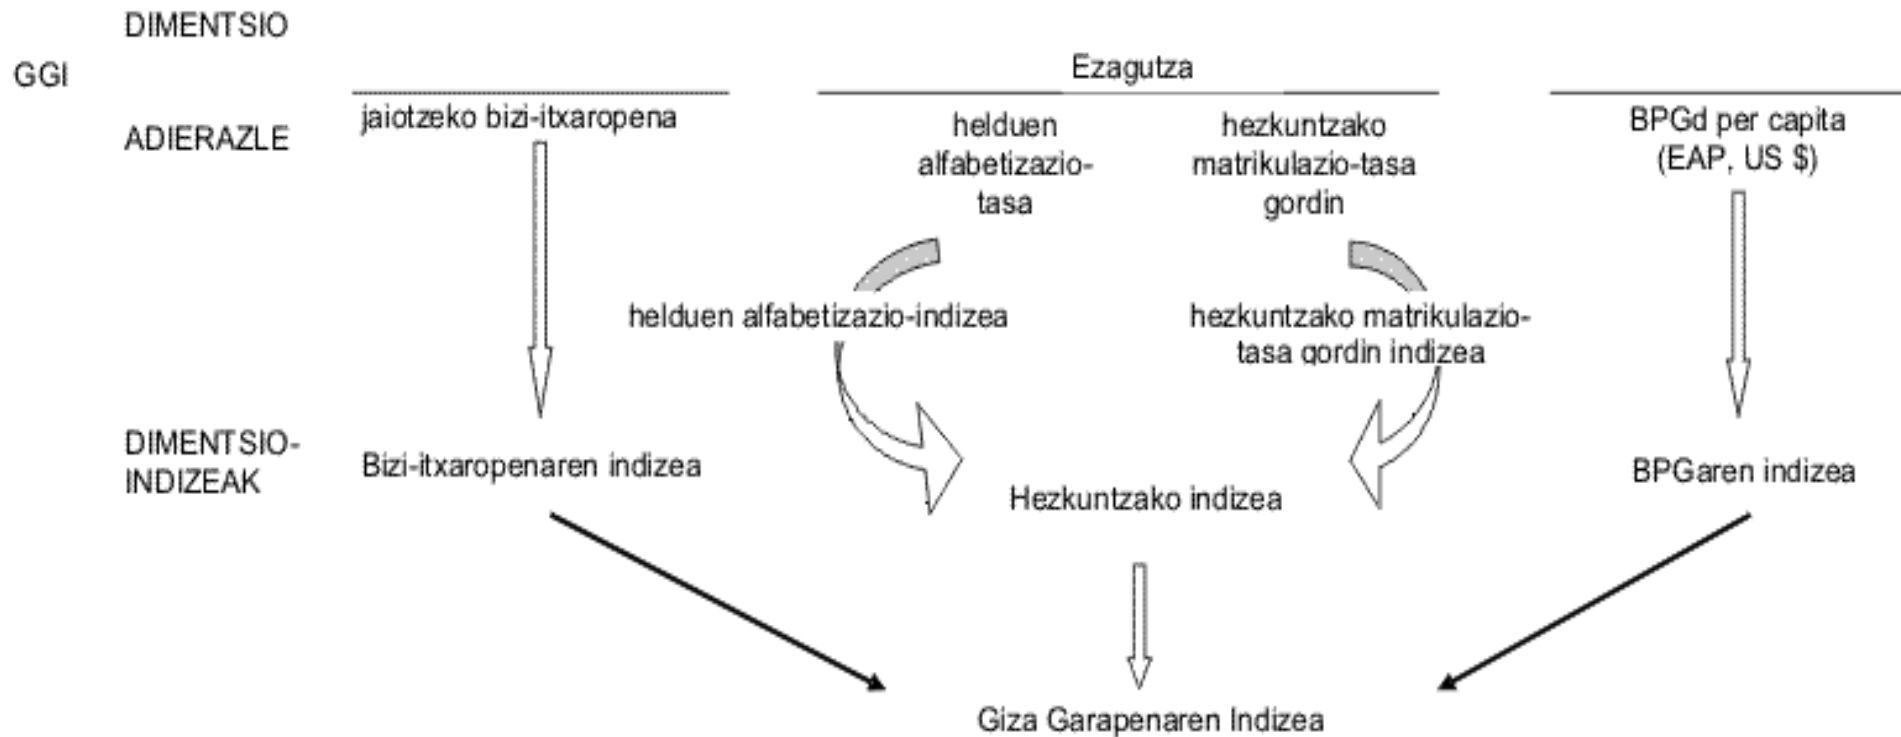 DIMENTSIO
GGI
Ezagutza
ADIERAZLE
jaiotzeko bizi-itxaropena
helduen
alfabetizazio-
tasa
hezkuntzako
matrikulazio-tasa
gordin
BPGd per capita
(EAP, US $)
helduen alfabetizazio-indizea
hezkuntzako matrikulazio-
tasa gordin indizea
DIMENTSIO-
INDIZEAK
Bizi-itxaropenaren indizea
Hezkuntzako indizea
BPGaren indizea
Giza Garapenaren Indizea